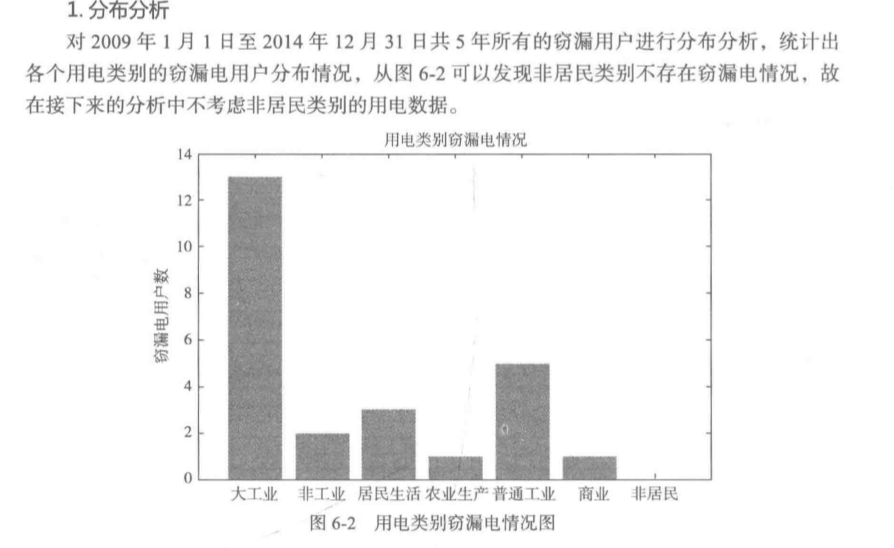 1. 分布分析
对 2009 年 1 月 1 日至 2014 年 12 月 31 日共 5 年所有的窃漏用户进行分布分析，统计出
各个用电类别的窃漏电用户分布情况，从图 6-2 可以发现非居民类别不存在窃漏电情况，故
在接下来的分析中不考虑非居民类别的用电数据。
用电类别窃漏电情况
14
12
10
8
6
4
2
0
窃漏电用户数
大工业 非工业 居民生活 农业生产 普通工业 商业 非居民
图 6-2 用电类别窃漏电情况图